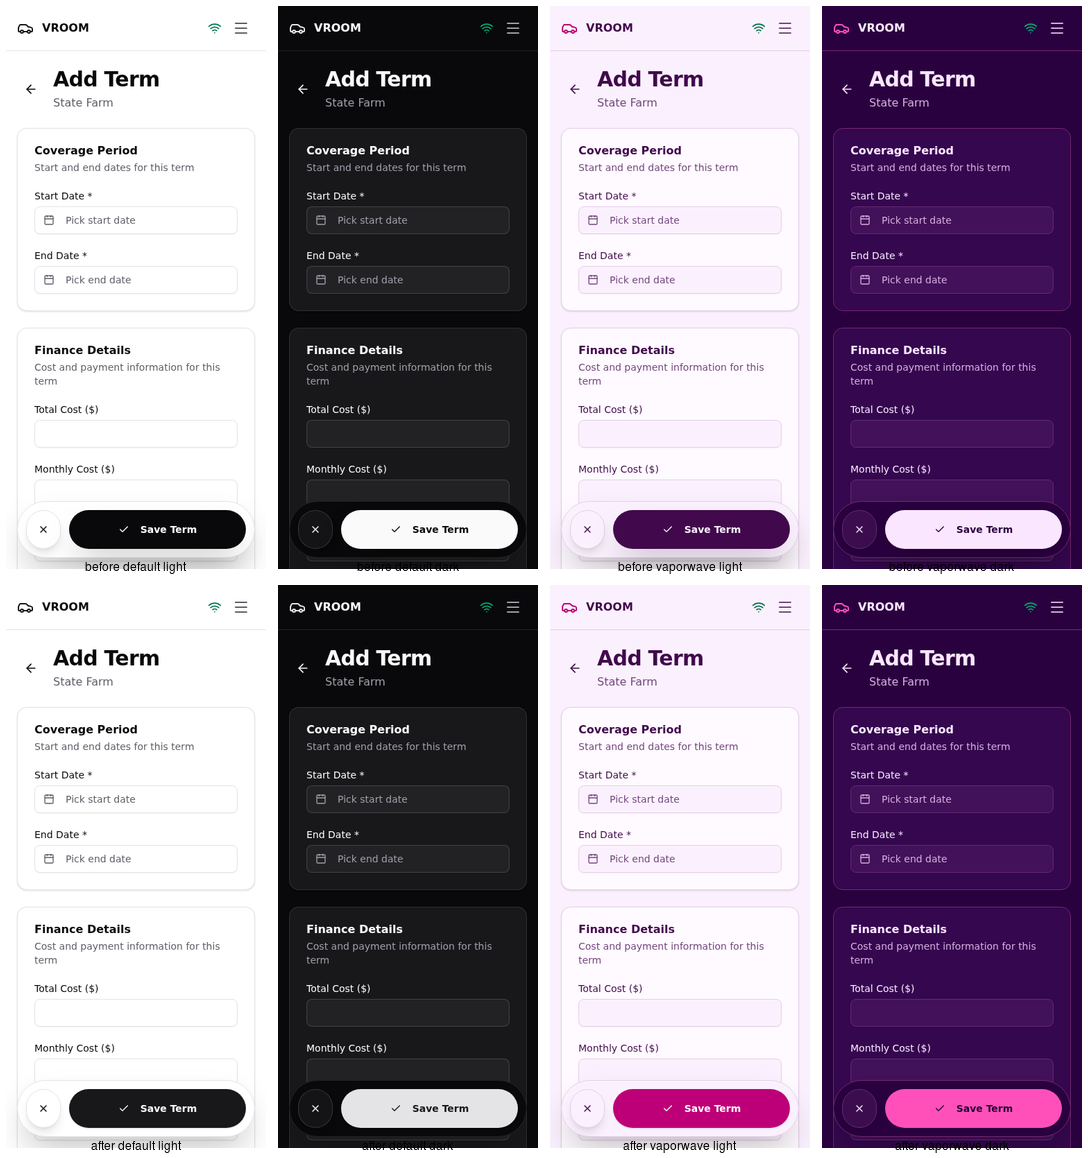 VROOM
Add Term
State Farm
Coverage Period
Start and end dates for this term
Start Date *
Pick start date
End Date *
Pick end date
Finance Details
Cost and payment information for this
term
Total Cost ($)
Monthly Cost ($)
Save Term
before default light
VROOM
Add Term
State Farm
Coverage Period
Start and end dates for this term
Start Date *
Pick start date
End Date *
Pick end date
Finance Details
Cost and payment information for this
term
Total Cost ($)
Monthly Cost ($)
Save Term
before default dark
VROOM
Add Term
State Farm
Coverage Period
Start and end dates for this term
Start Date *
Pick start date
End Date *
Pick end date
Finance Details
Cost and payment information for this
term
Total Cost ($)
Monthly Cost ($)
Save Term
before vaporwave light
VROOM
Add Term
State Farm
Coverage Period
Start and end dates for this term
Start Date *
Pick start date
End Date *
Pick end date
Finance Details
Cost and payment information for this
term
Total Cost ($)
Monthly Cost ($)
Save Term
before vaporwave dark
VROOM
Add Term
State Farm
Coverage Period
Start and end dates for this term
Start Date *
Pick start date
End Date *
Pick end date
Finance Details
Cost and payment information for this
term
Total Cost ($)
Monthly Cost ($)
Save Term
after default light
VROOM
Add Term
State Farm
Coverage Period
Start and end dates for this term
Start Date *
Pick start date
End Date *
Pick end date
Finance Details
Cost and payment information for this
term
Total Cost ($)
Monthly Cost ($)
Save Term
after default dark
VROOM
Add Term
State Farm
Coverage Period
Start and end dates for this term
Start Date *
Pick start date
End Date *
Pick end date
Finance Details
Cost and payment information for this
term
Total Cost ($)
Monthly Cost ($)
Save Term
after vaporwave light
VROOM
Add Term
State Farm
Coverage Period
Start and end dates for this term
Start Date *
Pick start date
End Date *
Pick end date
Finance Details
Cost and payment information for this
term
Total Cost ($)
Monthly Cost ($)
Save Term
after vaporwave dark